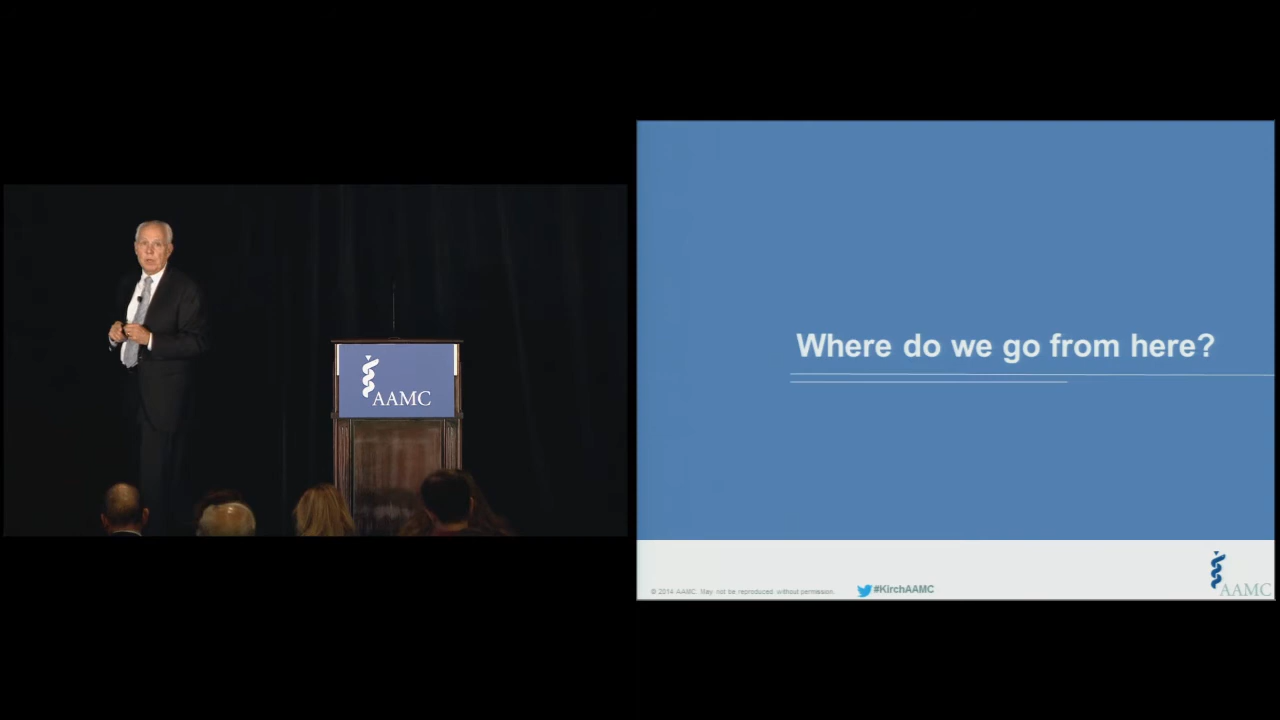 AAMC
Where do we go from here?
© 2014 AAMC. May not be reproduced without permission.
#KirchAAMC
AAMC